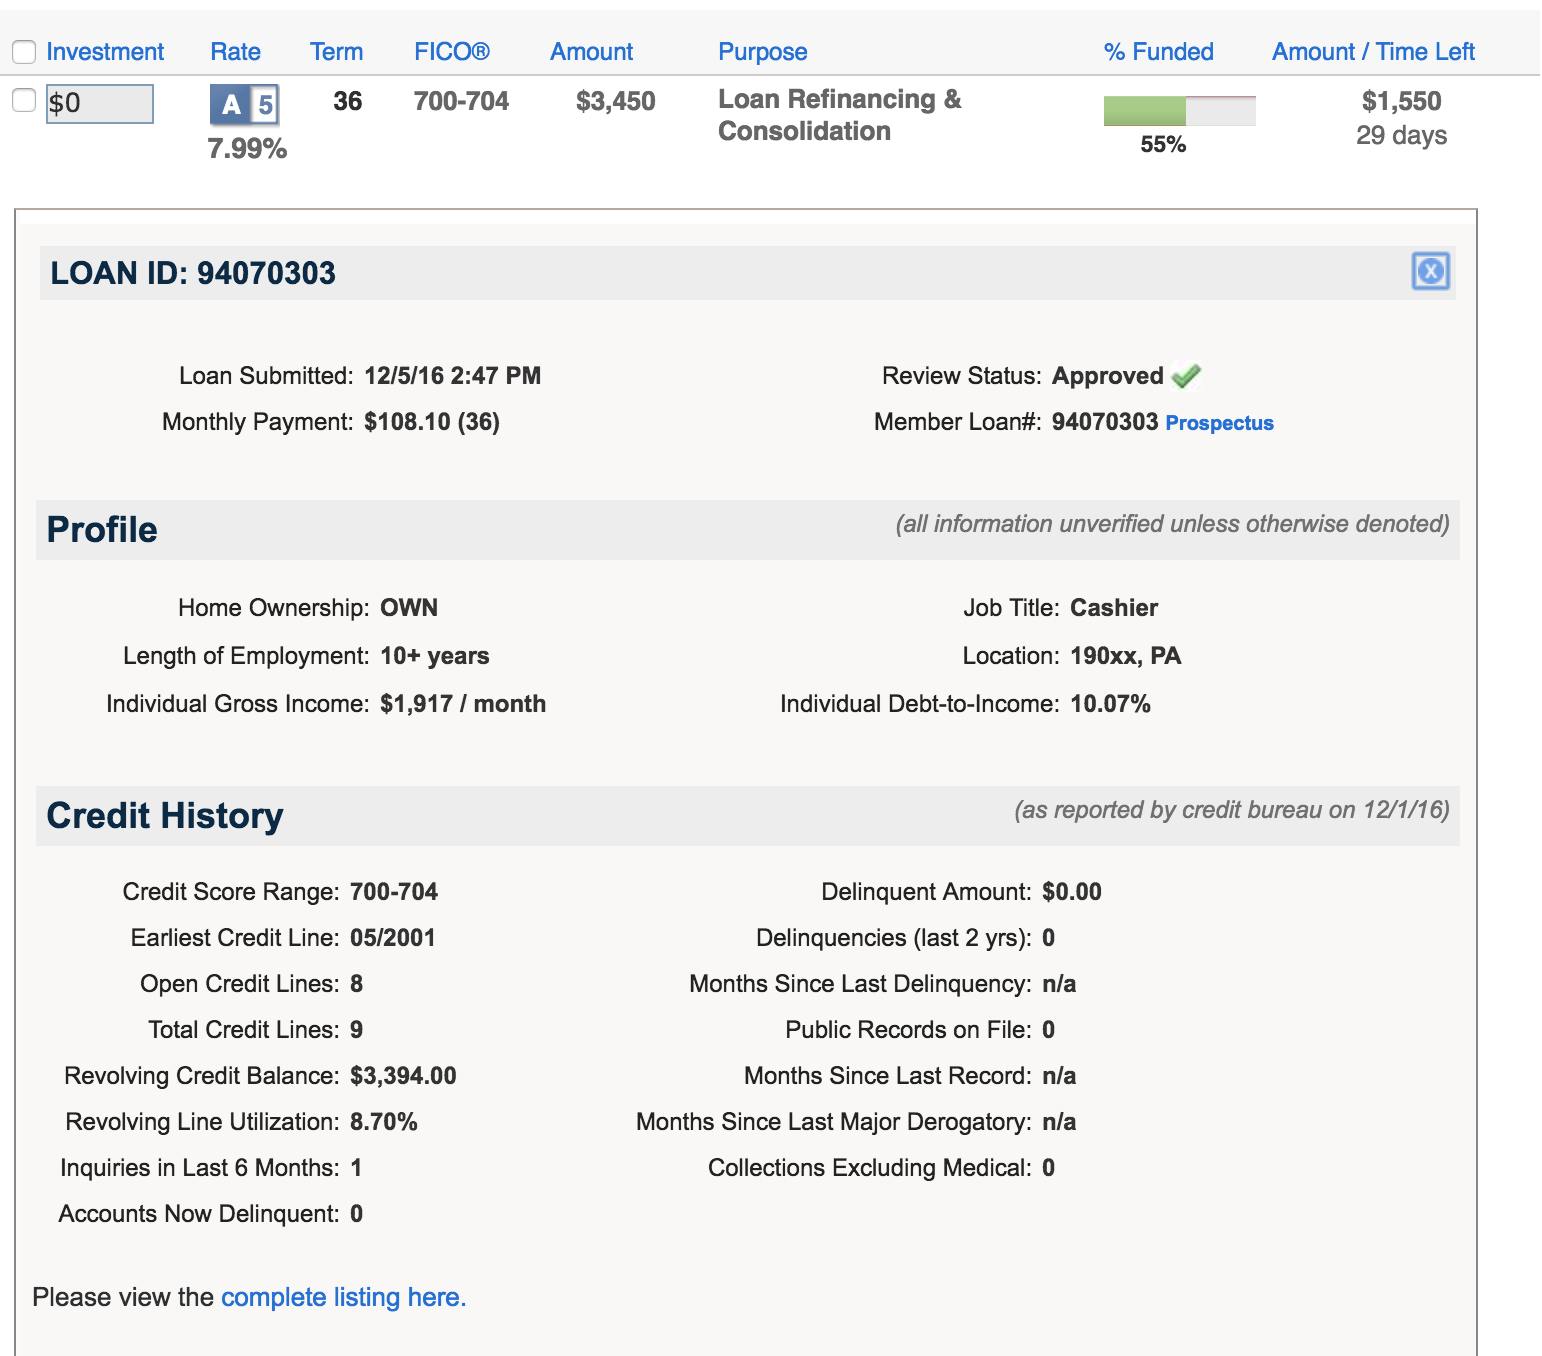 Investment Rate Term FICO® Amount Purpose % Funded Amount / Time Left
$0 A 5 36 700-704 $3,450 Loan Refinancing & $1,550
7.99% Consolidation 55% 29 days
LOAN ID: 94070303 X
Loan Submitted: 12/5/16 2:47 PM Review Status: Approved
Monthly Payment: $108.10 (36) Member Loan#: 94070303 Prospectus
Profile (all information unverified unless otherwise denoted)
Home Ownership: OWN Job Title: Cashier
Length of Employment: 10+ years Location: 190xx, PA
Individual Gross Income: $1,917 / month Individual Debt-to-Income: 10.07%
Credit History (as reported by credit bureau on 12/1/16)
Credit Score Range: 700-704 Delinquent Amount: $0.00
Earliest Credit Line: 05/2001 Delinquencies (last 2 yrs): 0
Open Credit Lines: 8 Months Since Last Delinquency: n/a
Total Credit Lines: 9 Public Records on File: 0
Revolving Credit Balance: $3,394.00 Months Since Last Record: n/a
Revolving Line Utilization: 8.70% Months Since Last Major Derogatory: n/a
Inquiries in Last 6 Months: 1 Collections Excluding Medical: 0
Accounts Now Delinquent: 0
Please view the complete listing here.